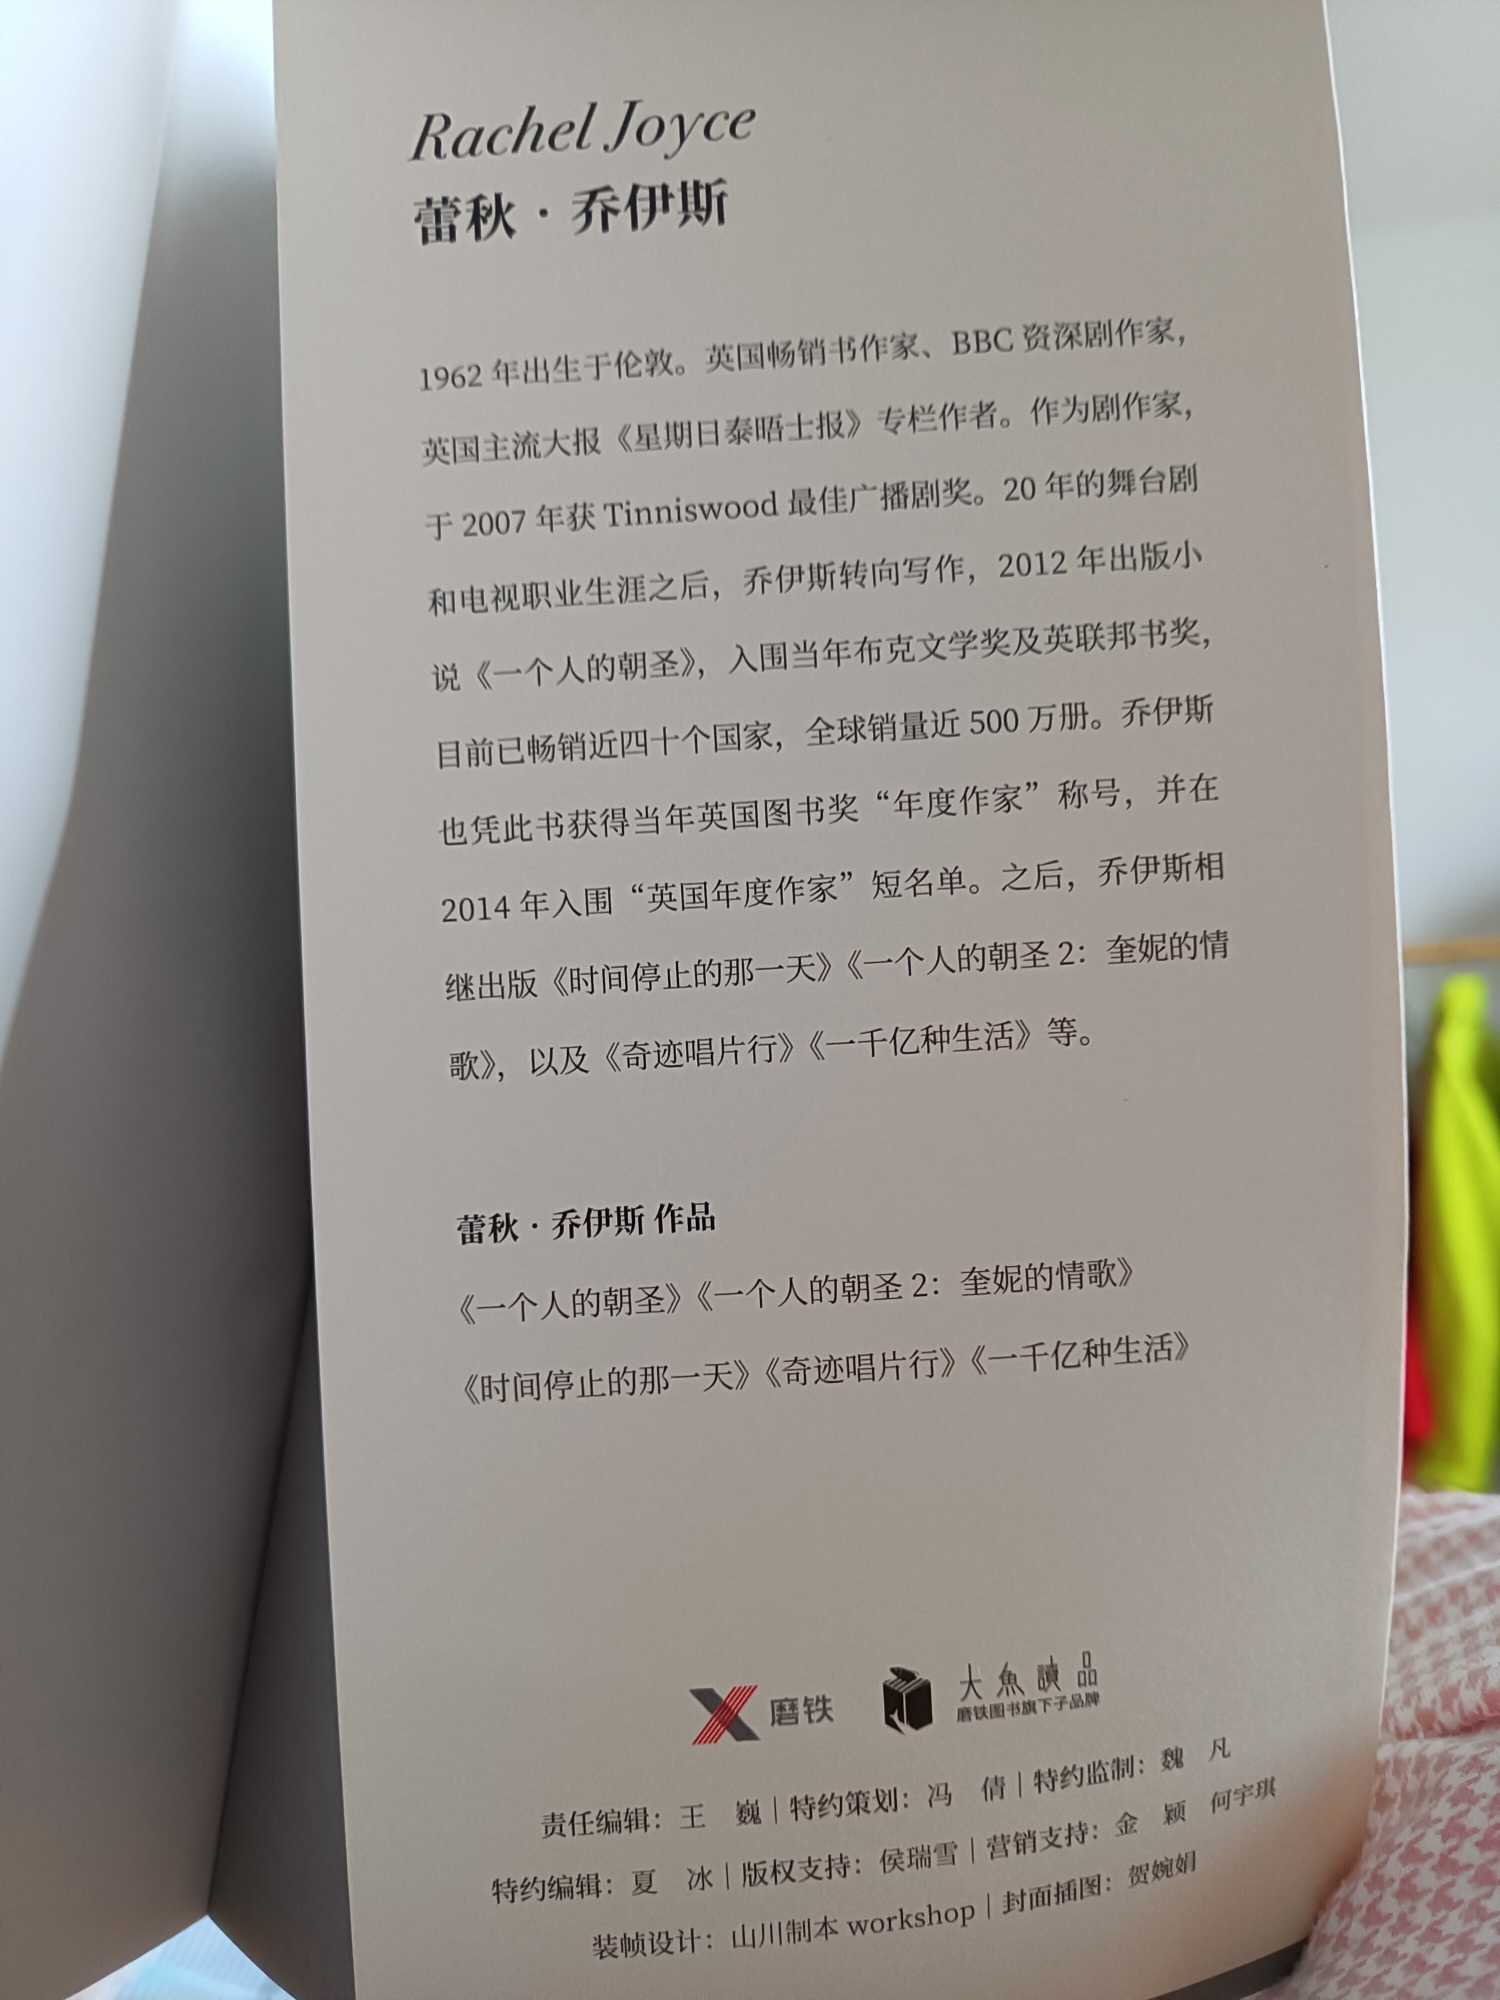 Rachel Joyce
蕾秋·乔伊斯
1962 年出生于伦敦。英国畅销书作家、BBC 资深剧作家，
英国主流大报《星期日泰晤士报》专栏作者。作为剧作家，
于 2007 年获 Tinniswood 最佳广播剧奖。20 年的舞台剧
和电视职业生涯之后，乔伊斯转向写作，2012 年出版小
说《一个人的朝圣》，入围当年布克文学奖及英联邦书奖，
目前已畅销近四十个国家，全球销量近 500 万册。乔伊斯
也凭此书获得当年英国图书奖“年度作家”称号，并在
2014 年入围“英国年度作家”短名单。之后，乔伊斯相
继出版《时间停止的那一天》《一个人的朝圣 2：奎妮的情
歌》，以及《奇迹唱片行》《一千亿种生活》等。
蕾秋·乔伊斯 作品
《一个人的朝圣》《一个人的朝圣 2：奎妮的情歌》
《时间停止的那一天》《奇迹唱片行》《一千亿种生活》
磨铁 大魚讀品
磨铁图书旗下子品牌
责任编辑：王　巍｜特约策划：冯　倩｜特约监制：魏　凡
特约编辑：夏　冰｜版权支持：侯瑞雪｜营销支持：金　颖　何宇琪
装帧设计：山川制本 workshop｜封面插图：贺婉娟